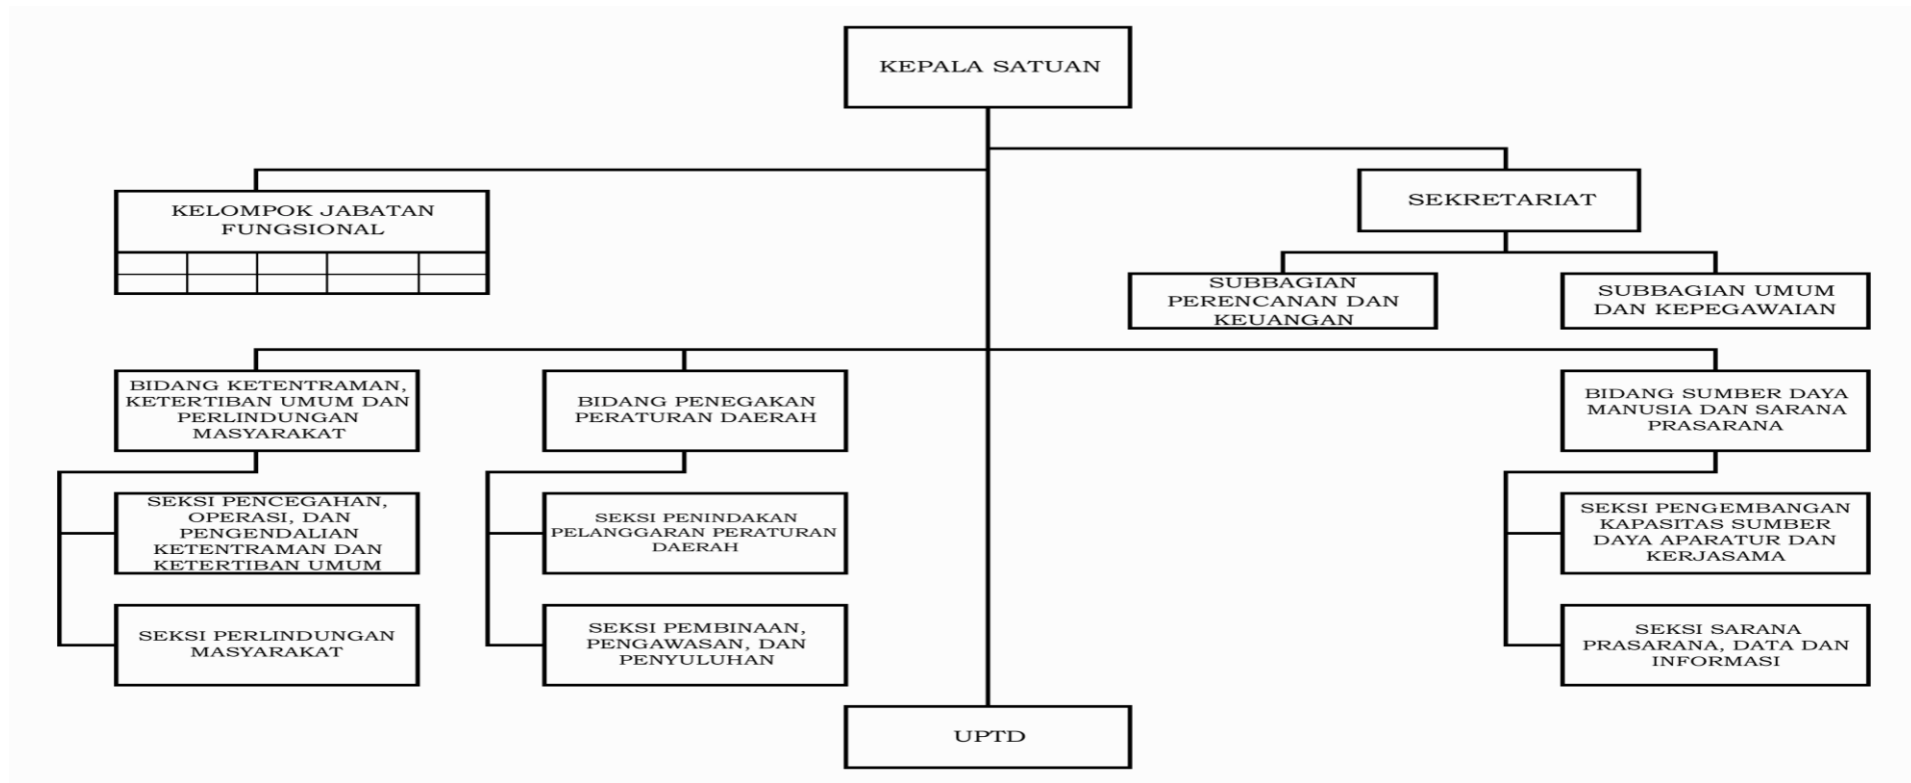 KEPALA SATUAN
KELOMPOK JABATAN
FUNGSIONAL
SEKRETARIAT
SUBBAGIAN
PERENCANAN DAN
KEUANGAN
SUBBAGIAN UMUM
DAN KEPEGAWAIAN
BIDANG KETENTRAMAN,
KETERTIBAN UMUM DAN
PERLINDUNGAN
MASYARAKAT
BIDANG PENEGAKAN
PERATURAN DAERAH
BIDANG SUMBER DAYA
MANUSIA DAN SARANA
PRASARANA
SEKSI PENCEGAHAN,
OPERASI, DAN
PENGENDALIAN
KETENTRAMAN DAN
KETERTIBAN UMUM
SEKSI PENINDAKAN
PELANGGARAN PERATURAN
DAERAH
SEKSI PENGEMBANGAN
KAPASITAS SUMBER
DAYA APARATUR DAN
KERJASAMA
SEKSI PERLINDUNGAN
MASYARAKAT
SEKSI PEMBINAAN,
PENGAWASAN, DAN
PENYULUHAN
SEKSI SARANA
PRASARANA, DATA DAN
INFORMASI
UPTD